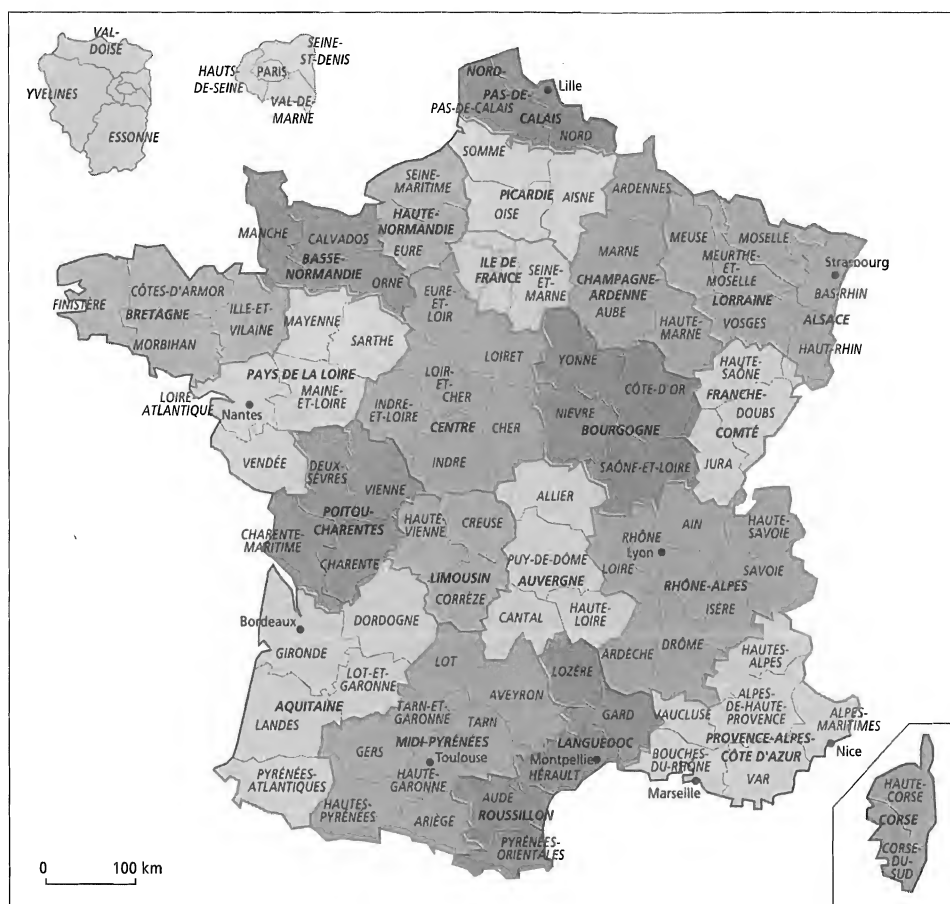 VAL-
DOISE
YVELINES
ESSONNE
SEINE-
ST-DENIS
HAUTS-
DE-SEINE
PARIS
VAL-DE-
MARNE
NORD-
PAS-DE-
CALAIS
Lille
PAS-DE-CALAIS
NORD
SOMME
PICARDIE
OISE
AISNE
ARDENNES
SEINE-
MARITIME
HAUTE-
NORMANDIE
EURE
MANCHE
CALVADOS
BASSE-
NORMANDIE
ORNE
ILE DE
FRANCE
SEINE-
ET-
MARNE
MARNE
CHAMPAGNE-
ARDENNE
AUBE
HAUTE-
MARNE
MEUSE
MOSELLE
MEURTHE-
ET-
MOSELLE
LORRAINE
VOSGES
Strasbourg
BAS-RHIN
ALSACE
HAUT-RHIN
FINISTÈRE
CÔTES-D'ARMOR
BRETAGNE
MORBIHAN
ILLE-ET-
VILAINE
MAYENNE
SARTHE
PAYS DE LA LOIRE
LOIRE-
ATLANTIQUE
Nantes
MAINE-
ET-LOIRE
VENDÉE
EURE-
ET-
LOIR
LOIRET
LOIR-
ET-
CHER
INDRE-
ET-LOIRE
CENTRE
CHER
INDRE
YONNE
CÔTE-D'OR
NIÈVRE
BOURGOGNE
SAÔNE-ET-LOIRE
HAUTE-
SAÔNE
FRANCHE-
DOUBS
COMTÉ
JURA
DEUX-
SÈVRES
VIENNE
POITOU-
CHARENTES
CHARENTE-
MARITIME
CHARENTE
HAUTE-
VIENNE
CREUSE
LIMOUSIN
CORRÈZE
ALLIER
PUY-DE-DÔME
AUVERGNE
CANTAL
HAUTE-
LOIRE
AIN
HAUTE-
SAVOIE
RHÔNE
Lyon
LOIRE
SAVOIE
RHÔNE-ALPES
ISÈRE
ARDÈCHE
DRÔME
Bordeaux
GIRONDE
DORDOGNE
LOT-ET-
GARONNE
AQUITAINE
LANDES
PYRÉNÉES-
ATLANTIQUES
LOT
AVEYRON
TARN-ET-
GARONNE
TARN
GERS
MIDI-PYRÉNÉES
Toulouse
HAUTE-
GARONNE
HAUTES-
PYRÉNÉES
ARIÈGE
LOZÈRE
GARD
LANGUEDOC
Montpellie
HÉRAULT
AUDE
ROUSSILLON
PYRÉNÉES-
ORIENTALES
HAUTES-
ALPES
ALPES-
DE-HAUTE-
PROVENCE
VAUCLUSE
ALPES-
MARITIMES
PROVENCE-ALPES-
CÔTE D'AZUR
BOUCHES-
DU-RHÔNE
VAR
Nice
Marseille
HAUTE-
CORSE
CORSE
CORSE-
DU-
SUD
0 100 km